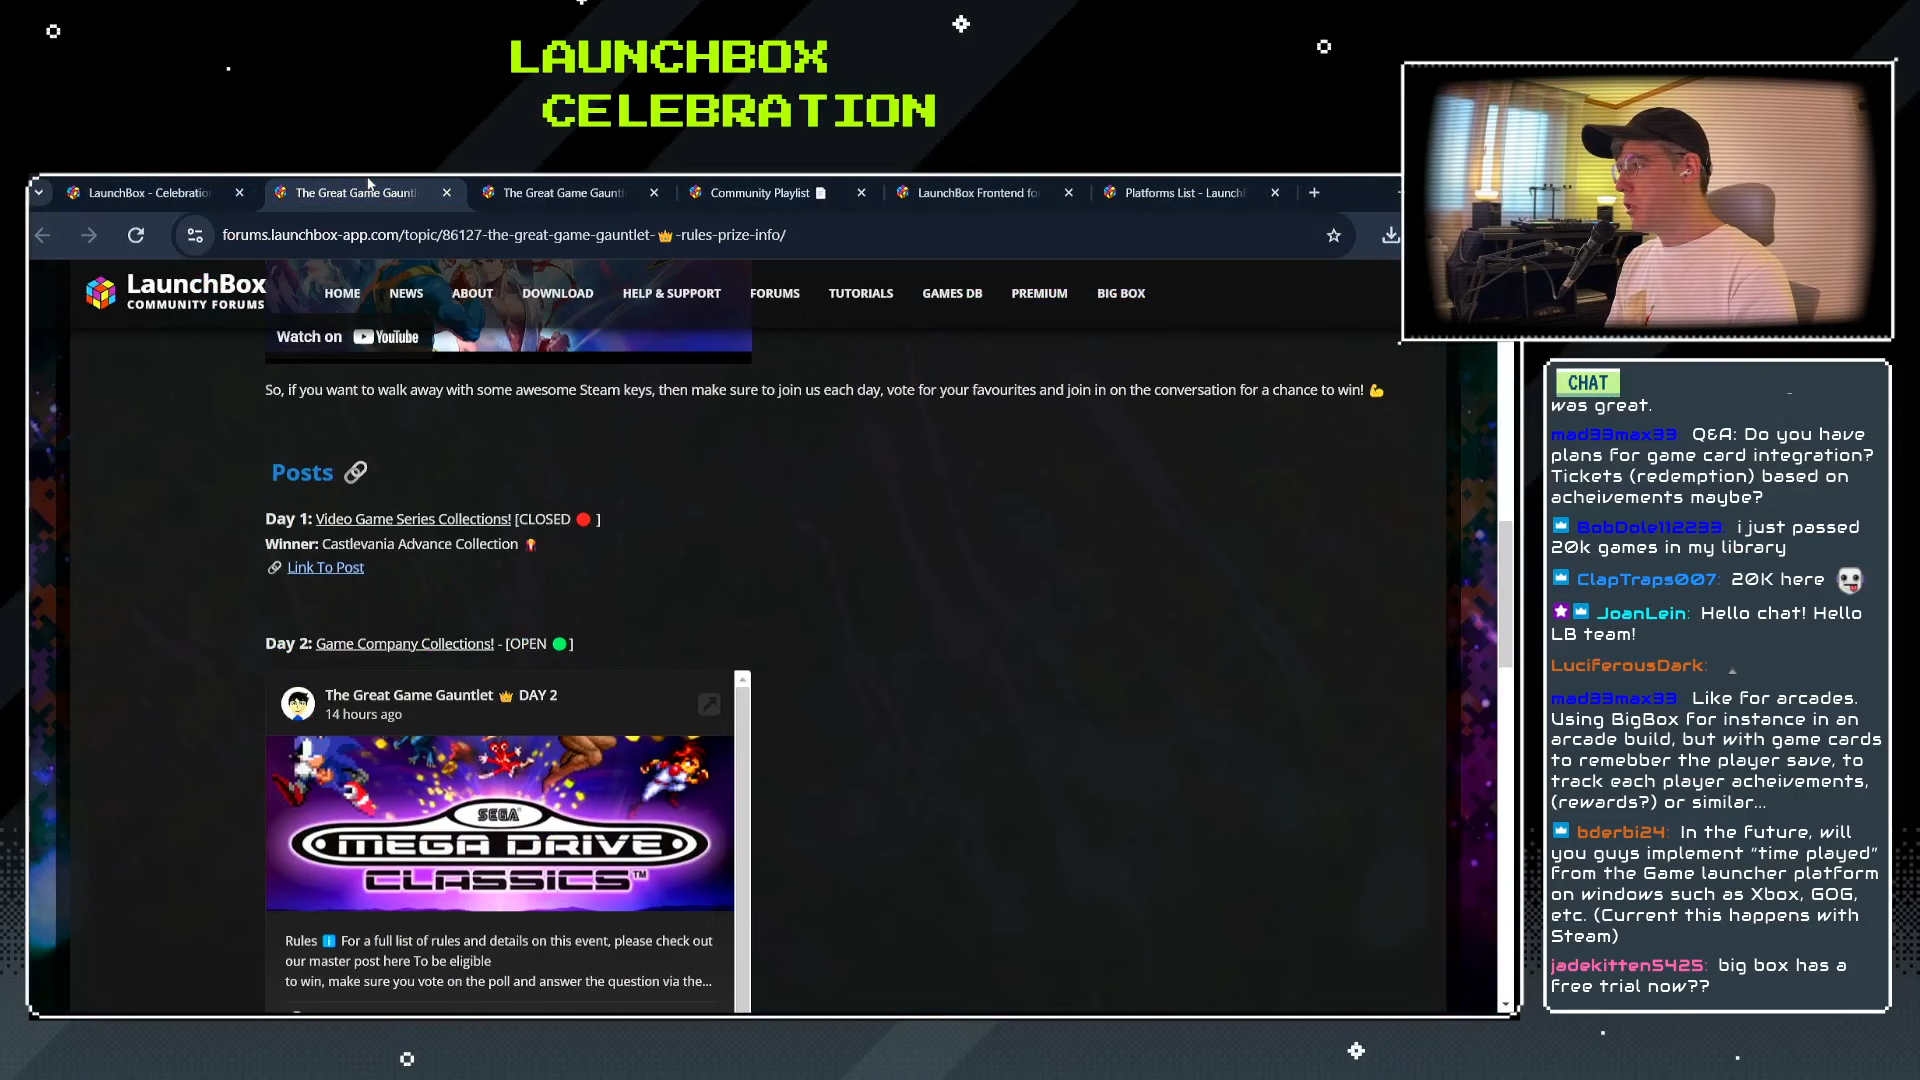 LAUNCHBOX
CELEBRATION
LaunchBox - Celebratio
The Great Game Gauntl
The Great Game Gaunt
Community Playlist
LaunchBox Frontend fo
Platforms List - Launch
forums.launchbox-app.com/topic/86127-the-great-game-gauntlet-👑-rules-prize-info/
LaunchBox
COMMUNITY FORUMS
HOME NEWS ABOUT DOWNLOAD HELP & SUPPORT FORUMS TUTORIALS GAMES DB PREMIUM BIG BOX
Watch on YouTube
So, if you want to walk away with some awesome Steam keys, then make sure to join us each day, vote for your favourites and join in on the conversation for a chance to win! 💪
Posts 🔗
Day 1: Video Game Series Collections! [CLOSED 🔴 ]
Winner: Castlevania Advance Collection
🔗 Link To Post
Day 2: Game Company Collections! - [OPEN 🟢 ]
The Great Game Gauntlet 👑 DAY 2
14 hours ago
SEGA
MEGA DRIVE
CLASSICS™
Rules ℹ️ For a full list of rules and details on this event, please check out
our master post here To be eligible
to win, make sure you vote on the poll and answer the question via the...
CHAT
was great.
mad33max33: Q&A: Do you have
plans for game card integration?
Tickets (redemption) based on
acheivements maybe?
BobDole112233: i just passed
20k games in my library
ClapTraps007: 20K here
JoanLein: Hello chat! Hello
LB team!
LuciferousDark:
mad33max33: Like for arcades.
Using BigBox for instance in an
arcade build, but with game cards
to remebber the player save, to
track each player acheivements,
(rewards?) or similar...
bderbi24: In the future, will
you guys implement "time played"
from the Game launcher platform
on windows such as Xbox, GOG,
etc. (Current this happens with
Steam)
jadekitten5425: big box has a
free trial now??